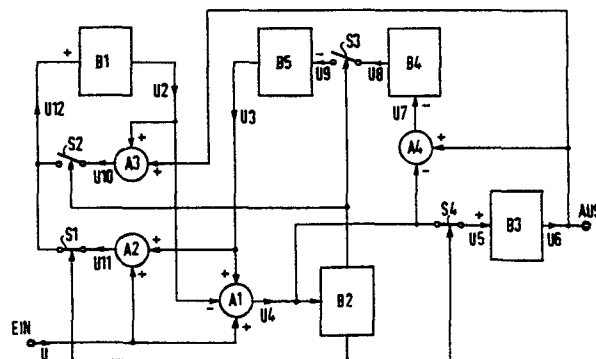 + B1 U2 B5 - S3 B4
U9 U8
U12 U3 U7 -
S2 + A3 + U10
A4 + -
S4 + B3 AUS
U5 U6
S1 A2 + U11 +
+ A1 U4 B2
- +
EIN
U